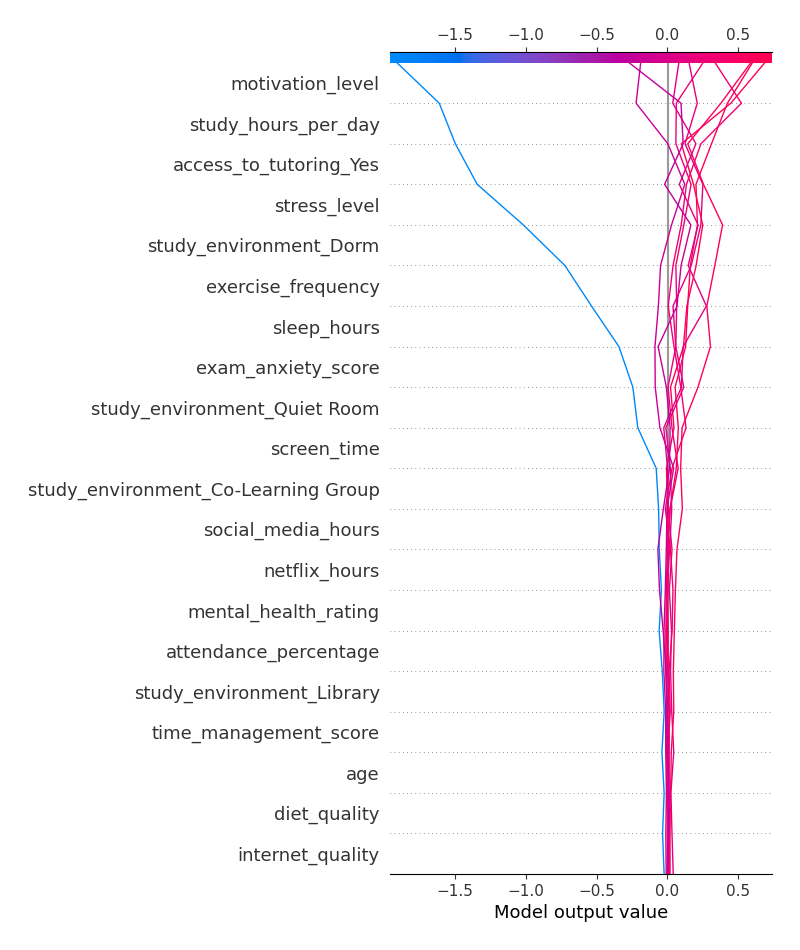 −1.5 −1.0 −0.5 0.0 0.5
motivation_level
study_hours_per_day
access_to_tutoring_Yes
stress_level
study_environment_Dorm
exercise_frequency
sleep_hours
exam_anxiety_score
study_environment_Quiet Room
screen_time
study_environment_Co-Learning Group
social_media_hours
netflix_hours
mental_health_rating
attendance_percentage
study_environment_Library
time_management_score
age
diet_quality
internet_quality
−1.5 −1.0 −0.5 0.0 0.5
Model output value